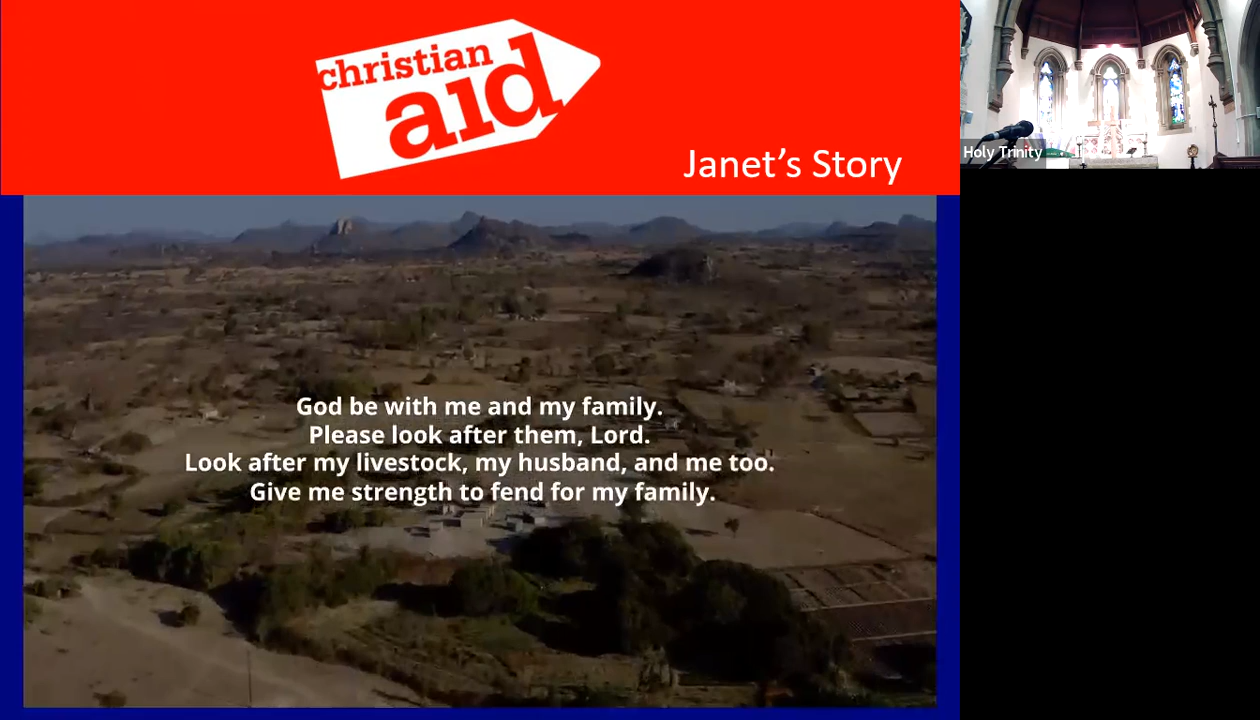 christian
aid
Janet’s Story
Holy Trinity
God be with me and my family.
Please look after them, Lord.
Look after my livestock, my husband, and me too.
Give me strength to fend for my family.